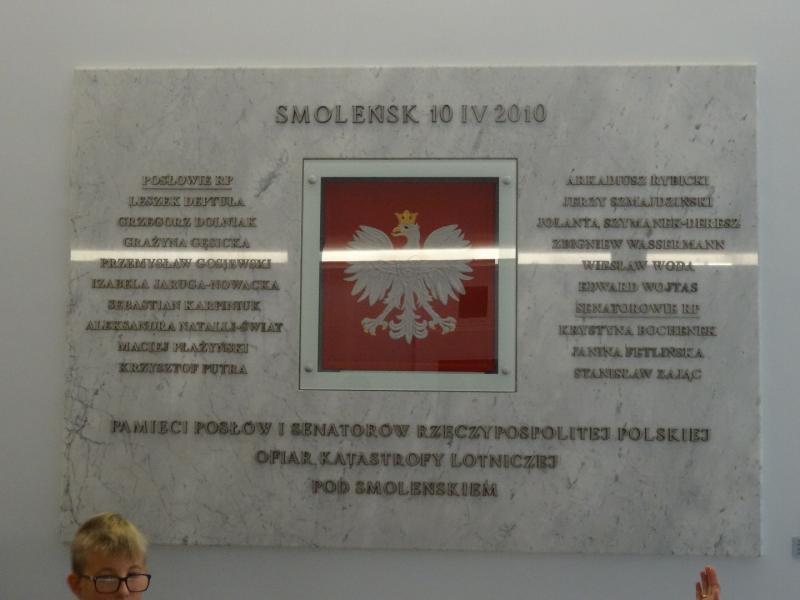 SMOLEŃSK 10 IV 2010
POSŁOWIE RP
LESZEK DEPTUŁA
GRZEGORZ DOLNIAK
GRAŻYNA GĘSICKA
PRZEMYSŁAW GOSIEWSKI
IZABELA JARUGA-NOWACKA
SEBASTIAN KARPINIUK
ALEKSANDRA NATALLI-ŚWIAT
MACIEJ PŁAŻYŃSKI
KRZYSZTOF PUTRA
ARKADIUSZ RYBICKI
JERZY SZMAJDZIŃSKI
JOLANTA SZYMANEK-DERESZ
ZBIGNIEW WASSERMANN
WIESŁAW WODA
EDWARD WOJTAS
SENATOROWIE RP
KRYSTYNA BOCHENEK
JANINA FETLIŃSKA
STANISŁAW ZAJĄC
PAMIĘCI POSŁÓW I SENATORÓW RZECZYPOSPOLITEJ POLSKIEJ
OFIAR KATASTROFY LOTNICZEJ
POD SMOLEŃSKIEM